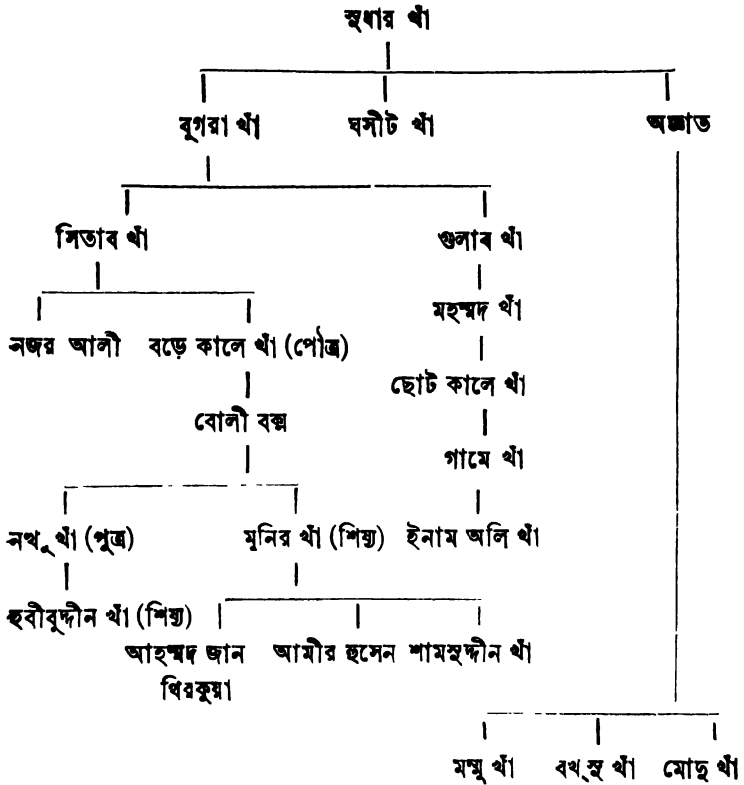 সুধার খাঁ
বুগরা খাঁ ঘসীট খাঁ অজ্ঞাত
সিতাব খাঁ গুলাব খাঁ
মহম্মদ খাঁ
নজর আলী বড়ে কালে খাঁ (পৌত্র)
ছোট কালে খাঁ
বোলী বক্স
গামে খাঁ
নথ্থু খাঁ (পুত্র) মুনির খাঁ (শিষ্য) ইনাম অলি খাঁ
হবীবুদ্দীন খাঁ (শিষ্য)
আহম্মদ জান আমীর হুসেন শামসুদ্দীন খাঁ
থিরকুয়া
মম্মু খাঁ বখ্সু খাঁ মোদু খাঁ